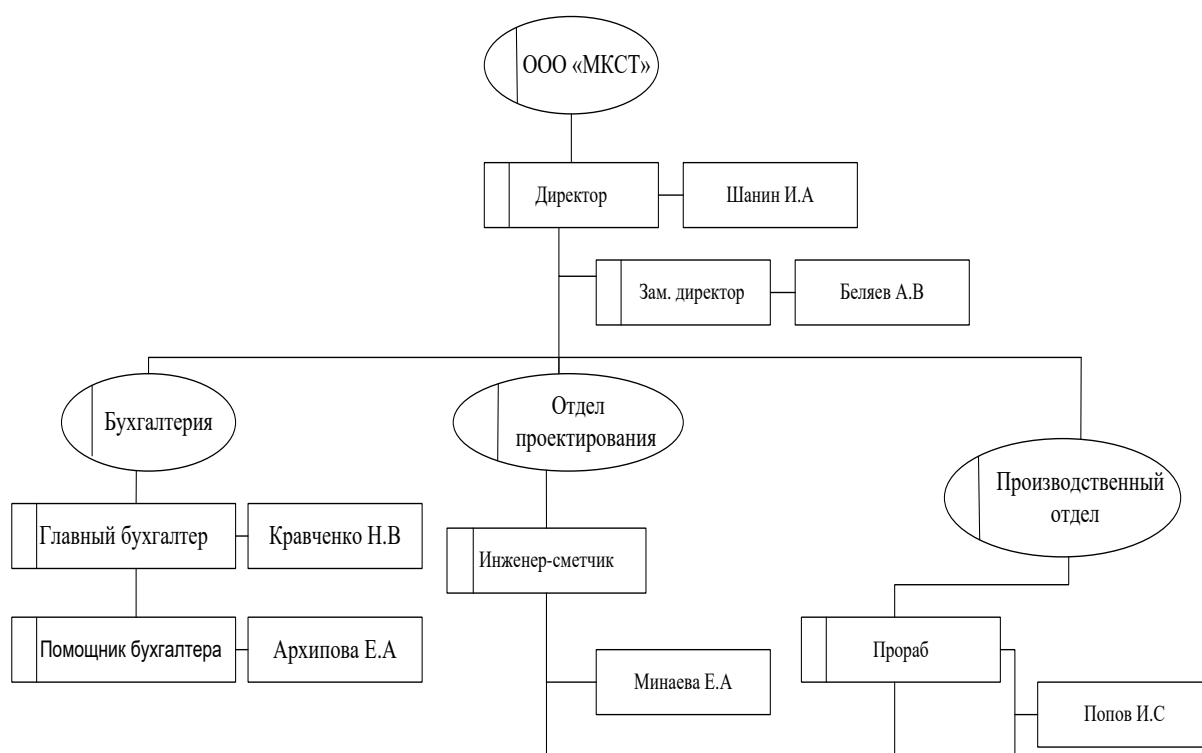 ООО «МКСТ»
Директор
Шанин И.А
Зам. директор
Беляев А.В
Бухгалтерия
Отдел
проектирования
Производственный
отдел
Главный бухгалтер
Кравченко Н.В
Инженер-сметчик
Помощник бухгалтера
Архипова Е.А
Прораб
Минаева Е.А
Попов И.С